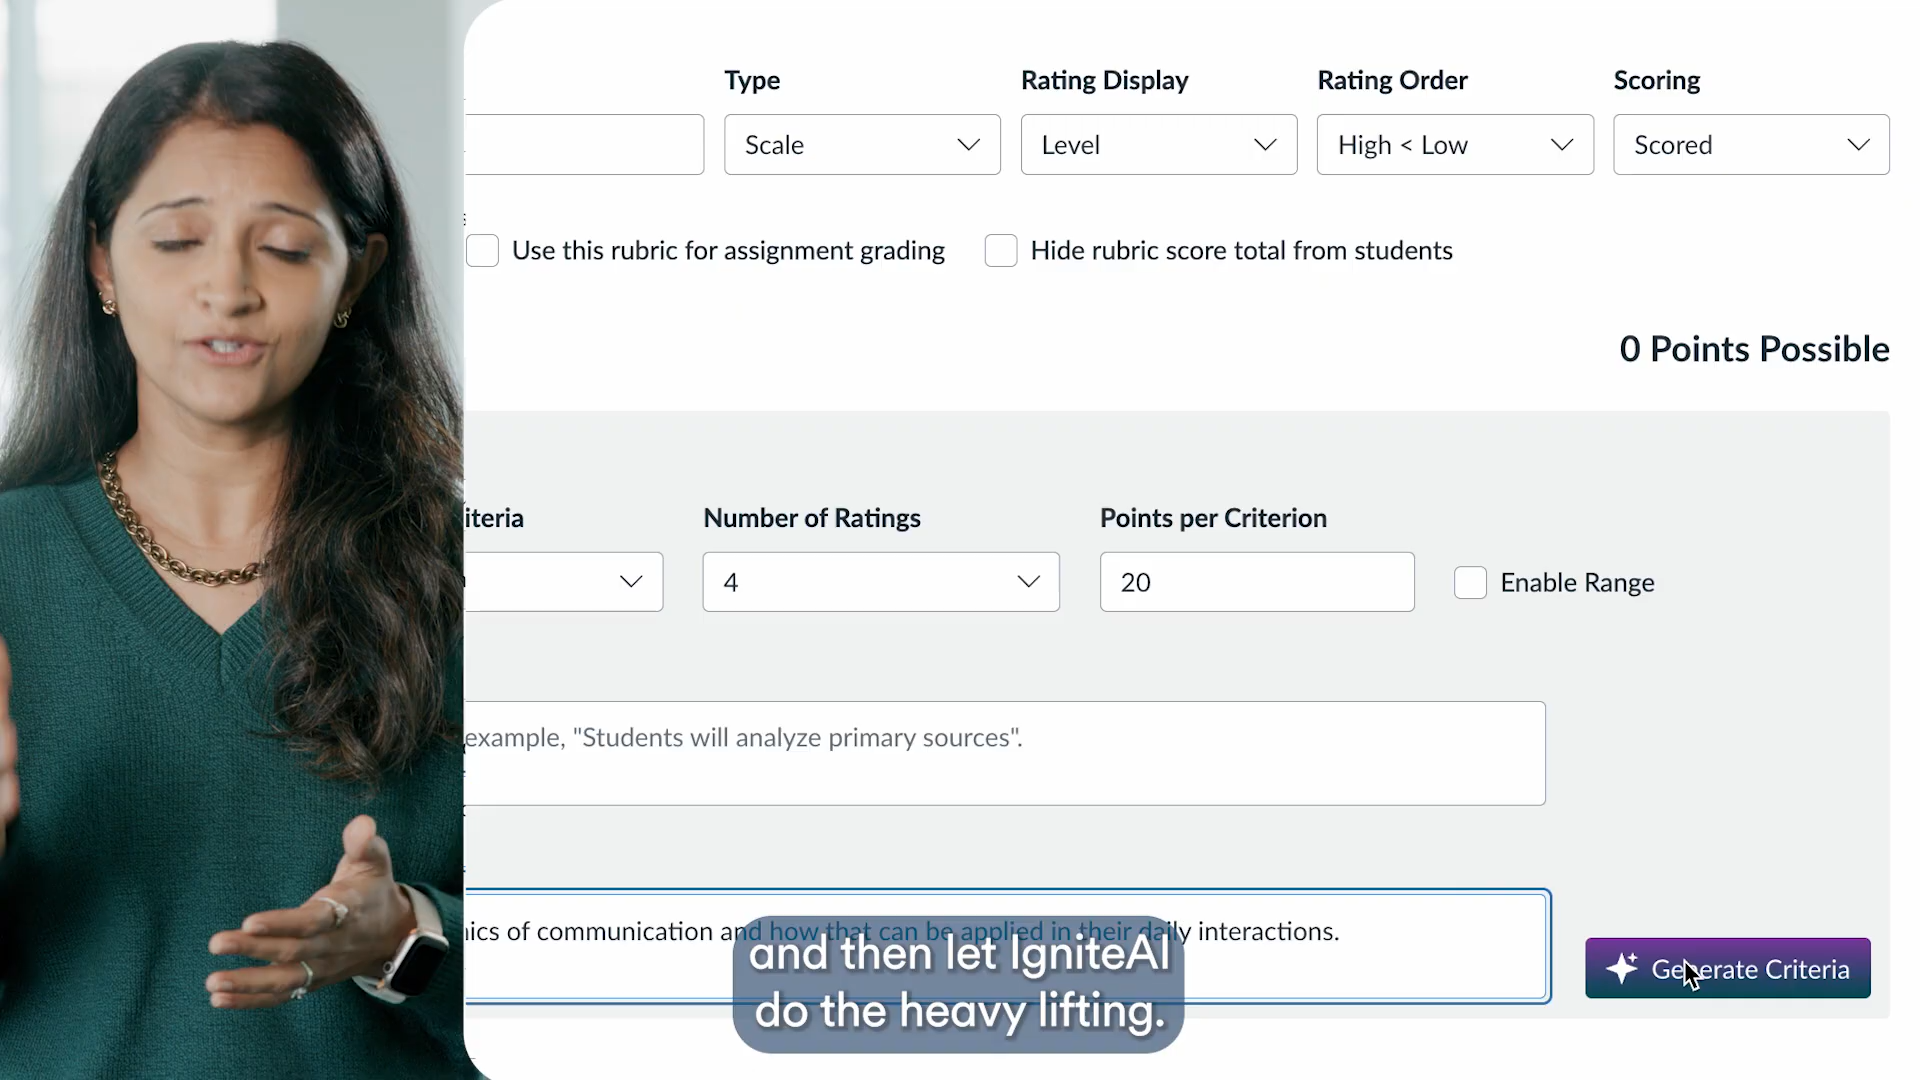 Type Rating Display Rating Order Scoring
Scale Level High < Low Scored
Use this rubric for assignment grading Hide rubric score total from students
0 Points Possible
iteria Number of Ratings Points per Criterion
4 20 Enable Range
example, "Students will analyze primary sources".
ics of communication and how that can be applied in their daily interactions.
Generate Criteria
and then let IgniteAI
do the heavy lifting.